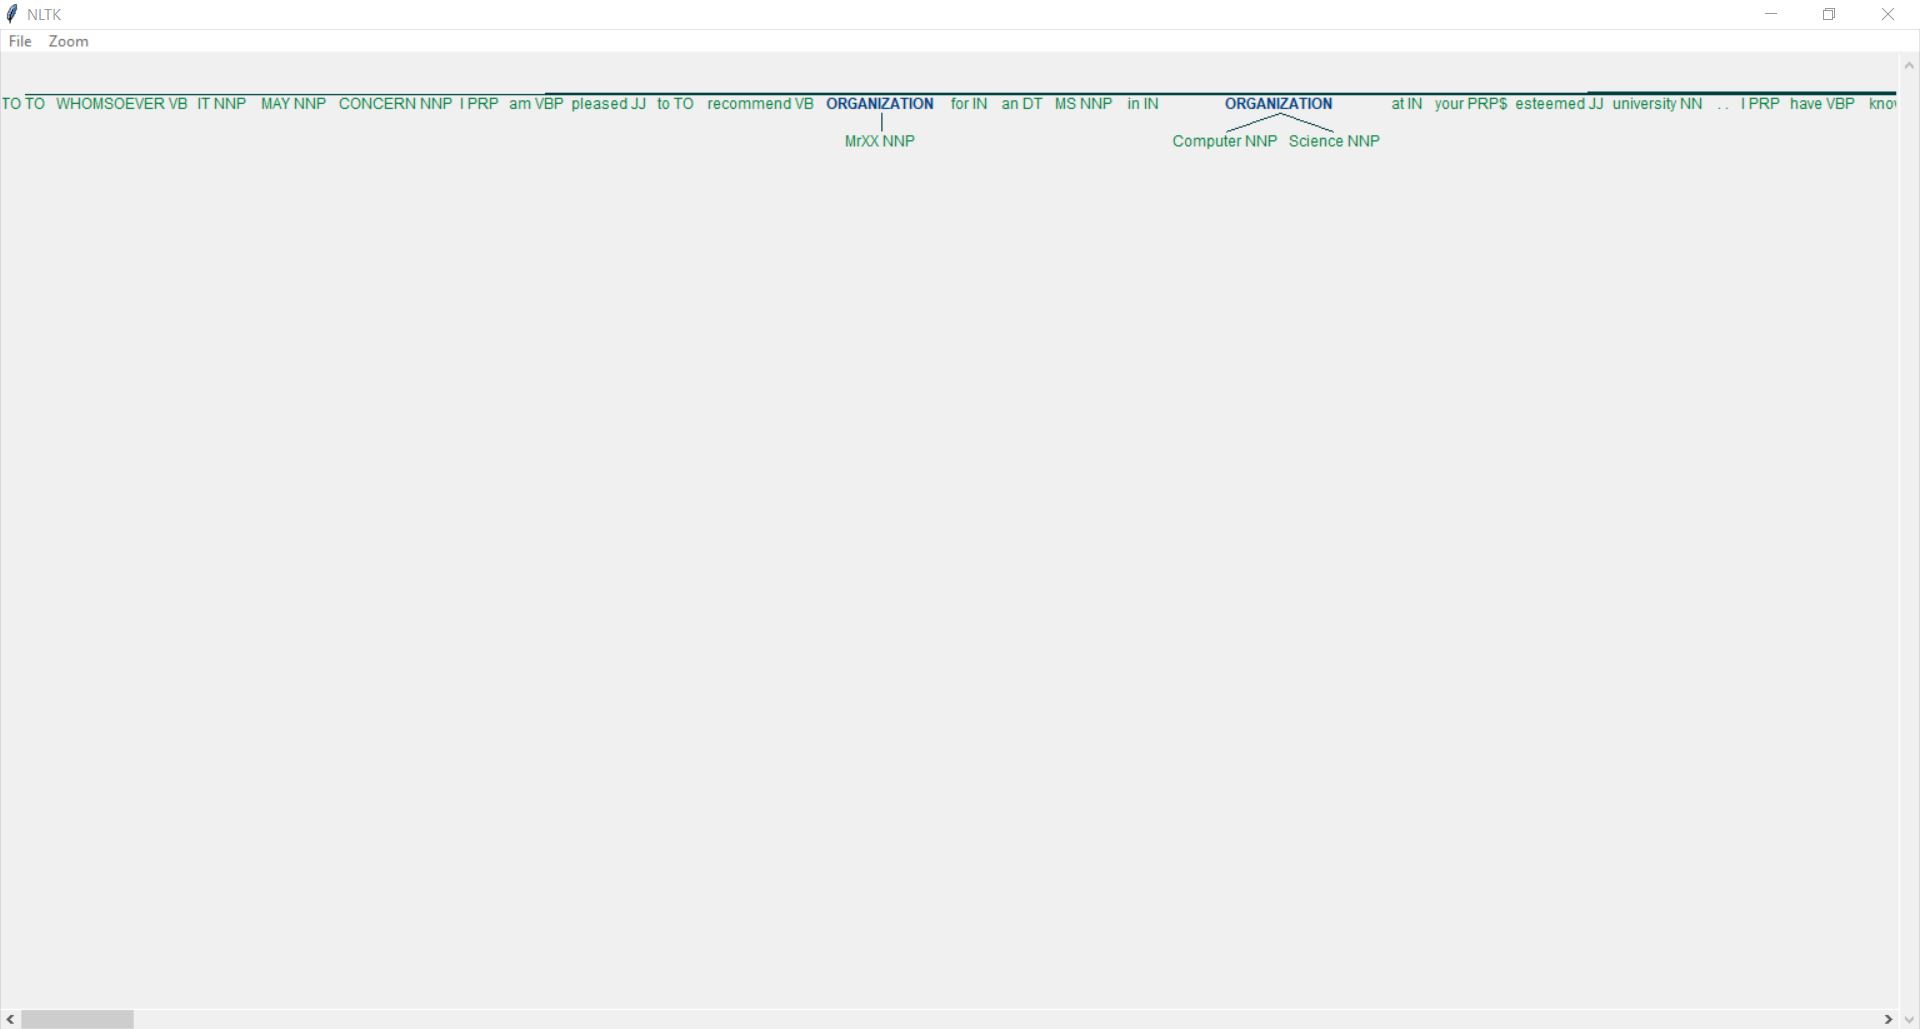 NLTK
File Zoom
TO TO WHOMSOEVER VB IT NNP MAY NNP CONCERN NNP I PRP am VBP pleased JJ to TO recommend VB ORGANIZATION for IN an DT MS NNP in IN ORGANIZATION at IN your PRP$ esteemed JJ university NN . . I PRP have VBP
MrXX NNP Computer NNP Science NNP